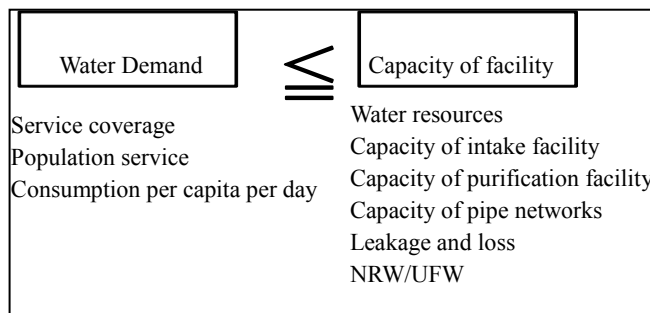 Water Demand
≦
Capacity of facility
Service coverage
Population service
Consumption per capita per day
Water resources
Capacity of intake facility
Capacity of purification facility
Capacity of pipe networks
Leakage and loss
NRW/UFW